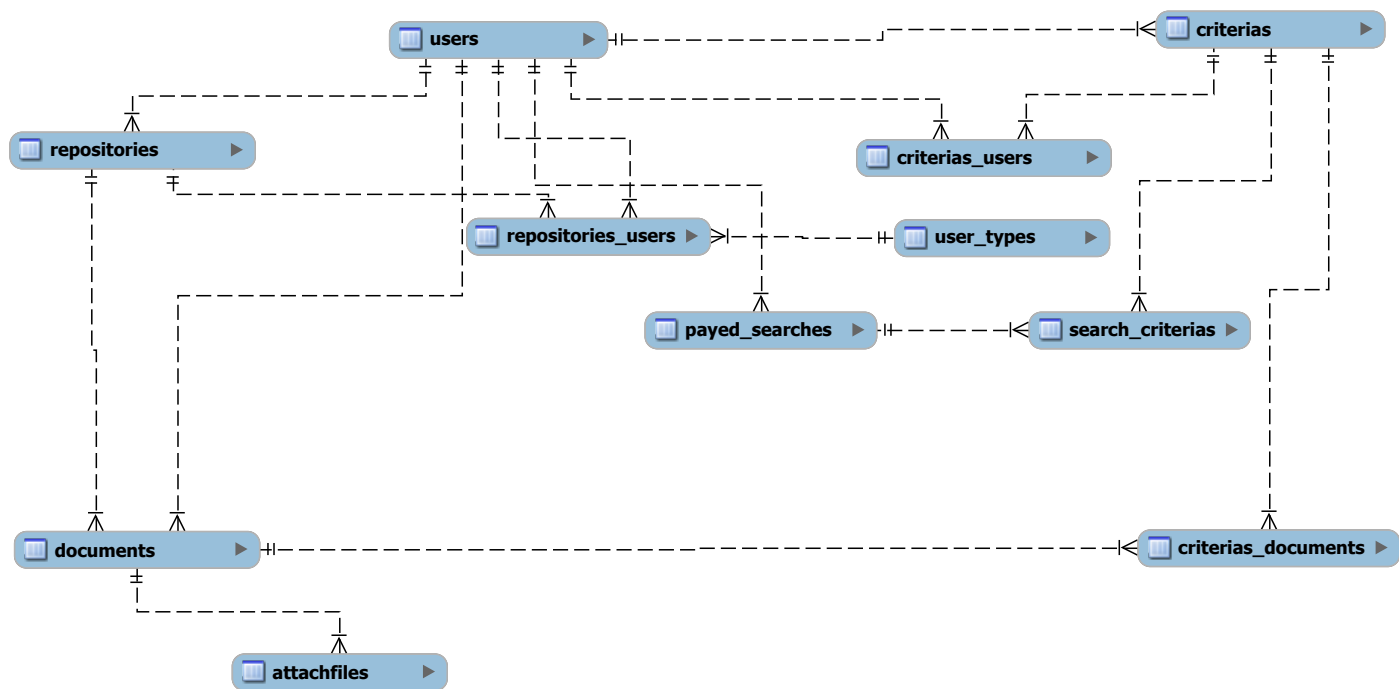 users
criterias
repositories
criterias_users
repositories_users
user_types
payed_searches
search_criterias
documents
criterias_documents
attachfiles